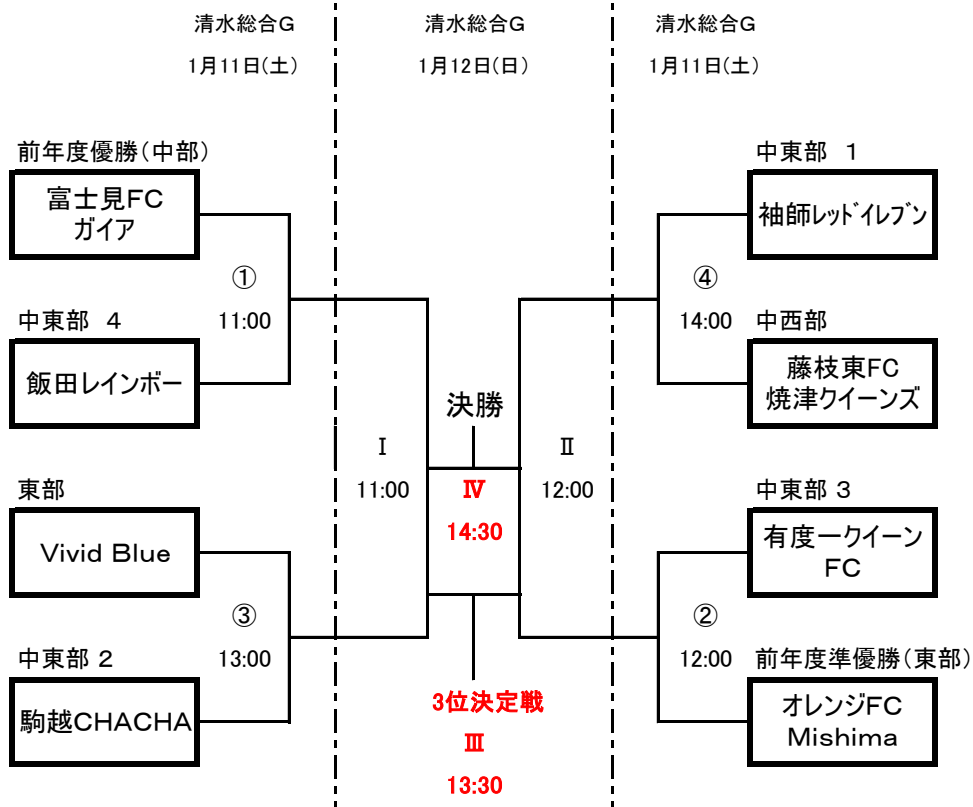 清水総合G
1月11日(土)
清水総合G
1月12日(日)
清水総合G
1月11日(土)
前年度優勝(中部)
富士見FC
ガイア
①
11:00
中東部 4
飯田レインボー
東部
Vivid Blue
③
13:00
中東部 2
駒越CHACHA
Ⅰ
11:00
決勝
Ⅳ
14:30
3位決定戦
Ⅲ
13:30
Ⅱ
12:00
中東部 1
袖師ﾚｯﾄﾞｲﾚﾌﾞﾝ
④
14:00
中西部
藤枝東FC
焼津クイーンズ
中東部 3
有度一クイーン
FC
②
12:00
前年度準優勝(東部)
オレンジFC
Mishima